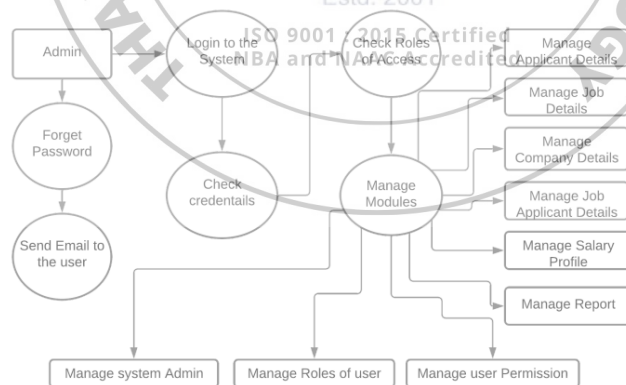 Estd. 2001
ISO 9001 : 2015 Certified
NBA and NAAC Accredited
THA
OGY
Admin
Login to the
System
Check Roles
of Access
Manage
Applicant Details
Manage Job
Details
Forget
Password
Manage
Company Details
Check
credentails
Manage
Modules
Manage Job
Applicant Details
Send Email to
the user
Manage Salary
Profile
Manage Report
Manage system Admin
Manage Roles of user
Manage user Permission